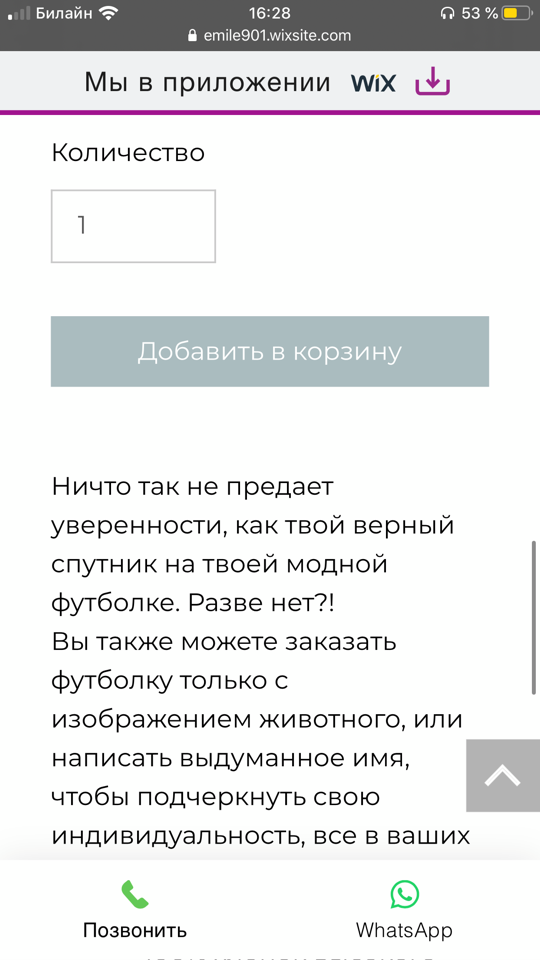 Билайн 16:28 53 %
emile901.wixsite.com
Мы в приложении WiX
Количество
1
Добавить в корзину
Ничто так не предает
уверенности, как твой верный
спутник на твоей модной
футболке. Разве нет?!
Вы также можете заказать
футболку только с
изображением животного, или
написать выдуманное имя,
чтобы подчеркнуть свою
индивидуальность, все в ваших
Позвонить WhatsApp